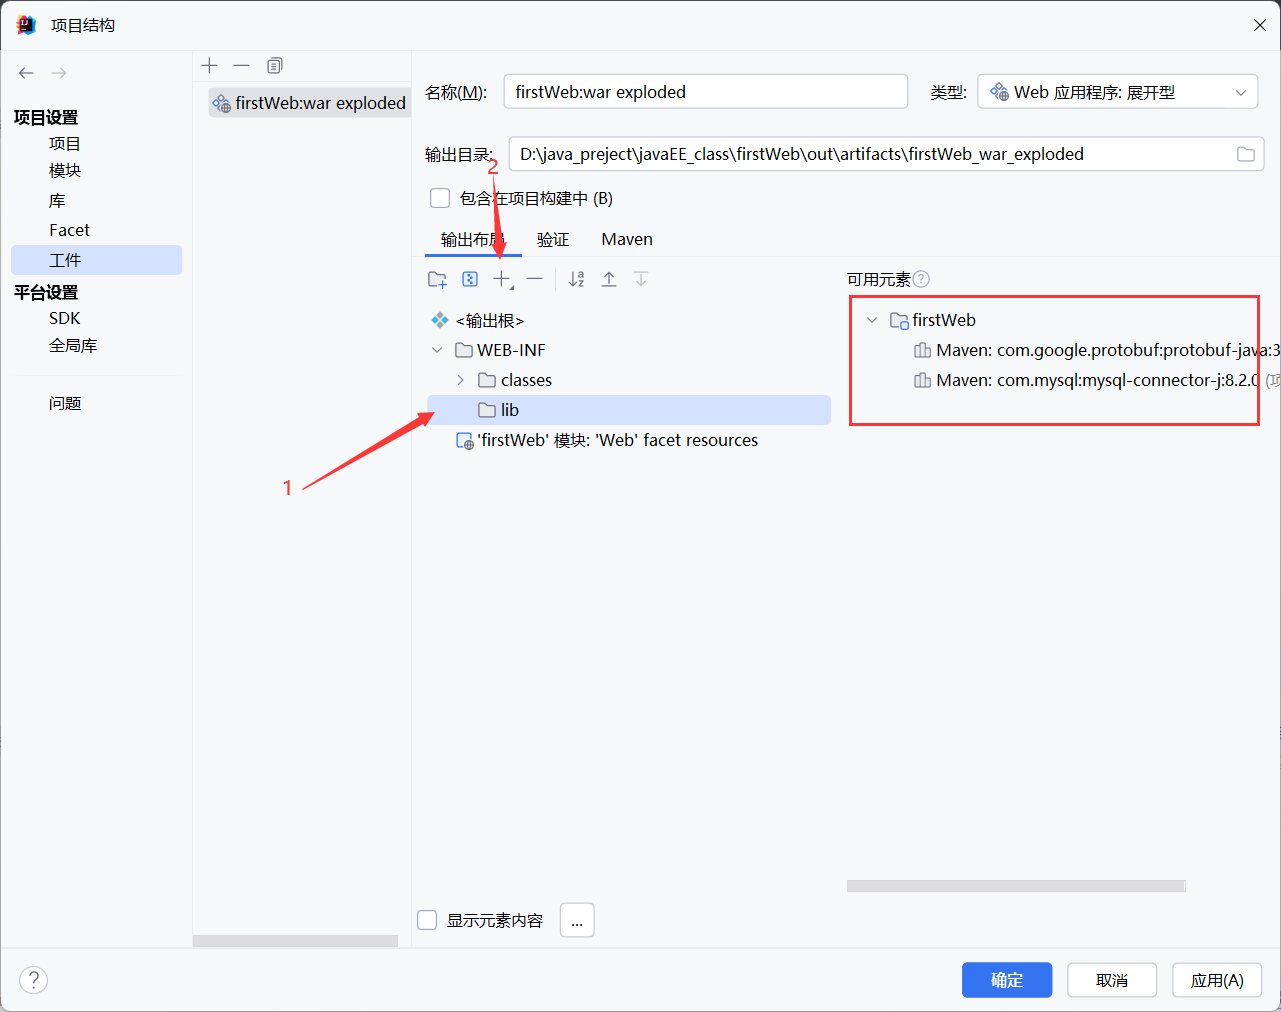 项目结构
项目设置
项目
模块
库
Facet
工件
平台设置
SDK
全局库
问题
firstWeb:war exploded
名称(M): firstWeb:war exploded 类型: Web 应用程序: 展开型
输出目录: D:\java_preject\javaEE_class\firstWeb\out\artifacts\firstWeb_war_exploded
2
包含在项目构建中 (B)
输出布局 验证 Maven
可用元素
<输出根>
WEB-INF
classes
lib
'firstWeb' 模块: 'Web' facet resources
1
firstWeb
Maven: com.google.protobuf:protobuf-java:3
Maven: com.mysql:mysql-connector-j:8.2.0 (项
显示元素内容 ...
? 确定 取消 应用(A)